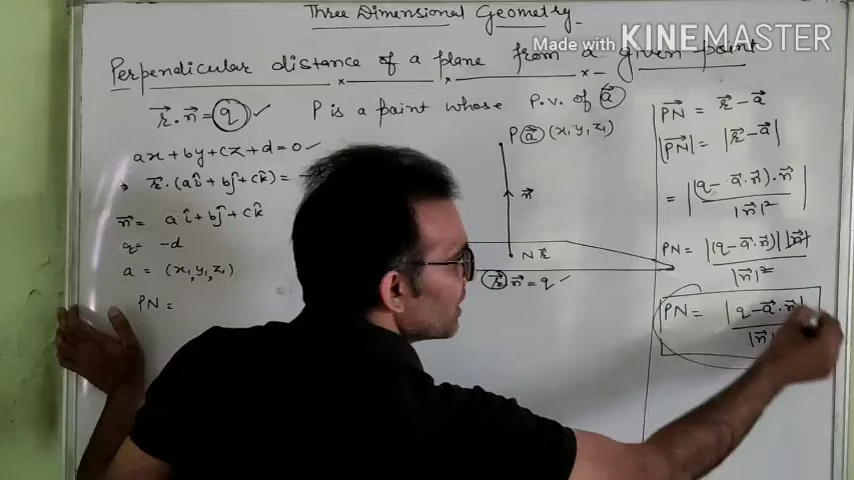 Three Dimensional Geometry
Made with KINEMASTER
Perpendicular distance of a plane from a given point
r⃗.n⃗ = q ✓ P is a point whose P.v. of a⃗
ax+by+cz+d=0 ✓
⇒ r⃗.(aî+bĵ+ck̂) = -
n⃗ = aî+bĵ+ck̂
q= -d
a = (x₁,y₁,z₁)
PN =
P(a⃗)(x₁,y₁,z₁)
n⃗
N r⃗
r⃗.n⃗ = q ✓
PN⃗ = r⃗-a⃗
|PN⃗| = |r⃗-a⃗|
= |(q-a⃗.n⃗).n⃗ / |n⃗|²|
PN = |(q-a⃗.n⃗)| |n⃗| / |n⃗|²
PN = |q-a⃗.n⃗| / |n⃗|